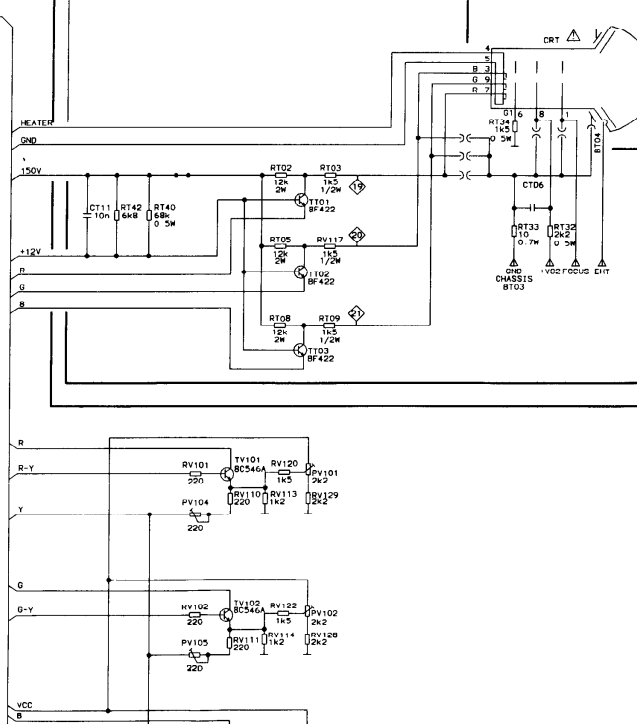 CRT
4
5
B 3
G 9
R 7
G1 6
8
1
HEATER
GND
150V
RT34
1k5
0 5W
BT04
RT02
12k
2W
RT03
1k5
1/2W
19
CT11
10n
RT42
6k8
RT40
68k
0 5W
TT01
BF422
CTD6
RT33
10
0.7W
RT32
2k2
0 5W
+12V
R
G
B
RT05
12k
2W
RV117
1k5
1/2W
20
TT02
BF422
GND
CHASSIS
BT03
VO2 FOCUS EHT
RT08
12k
2W
RT09
1k5
1/2W
21
TT03
BF422
R
R-Y
Y
RV101
220
TV101
BC546A
RV120
1k5
PV101
2k2
PV104
220
RV110
220
RV113
1k2
RV129
2k2
G
G-Y
RV102
220
TV102
BC546A
RV122
1k5
PV102
2k2
PV105
220
RV111
220
RV114
1k2
RV128
2k2
VCC
B